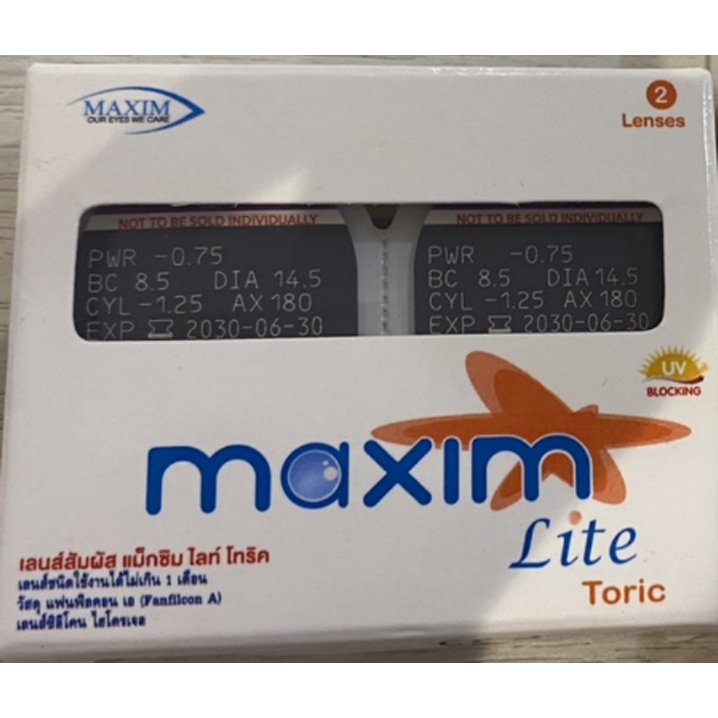 MAXIM
OUR EYES WE CARE
2
Lenses
NOT TO BE SOLD INDIVIDUALLY
PWR -0.75
BC 8.5 DIA 14.5
CYL -1.25 AX 180
EXP 2030-06-30
NOT TO BE SOLD INDIVIDUALLY
PWR -0.75
BC 8.5 DIA 14.5
CYL -1.25 AX 180
EXP 2030-06-30
UV
BLOCKING
maxim
Lite
Toric
เลนส์สัมผัส แม็กซิม ไลท์ โทริค
เลนส์ชนิดใช้งานได้ไม่เกิน 1 เดือน
วัสดุ แฟนฟิลคอน เอ (Fanfilcon A)
เลนส์ซิลิโคน ไฮโดรเจล